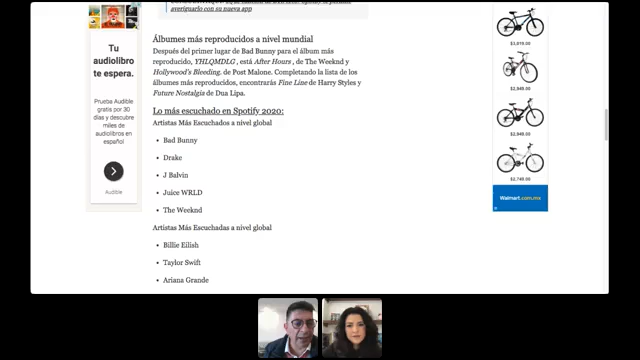 averiguarlo con su nueva app
Álbumes más reproducidos a nivel mundial
Después del primer lugar de Bad Bunny para el álbum más
reproducido, YHLQMDLG , está After Hours , de The Weeknd y
Hollywood's Bleeding. de Post Malone. Completando la lista de los
álbumes más reproducidos, encontrarás Fine Line de Harry Styles y
Future Nostalgia de Dua Lipa.
Lo más escuchado en Spotify 2020:
Artistas Más Escuchados a nivel global
• Bad Bunny
• Drake
• J Balvin
• Juice WRLD
• The Weeknd
Artistas Más Escuchadas a nivel global
• Billie Eilish
• Taylor Swift
• Ariana Grande
Tu
audiolibro
te espera.
Prueba Audible
gratis por 30
días y descubre
miles de
audiolibros en
español
Audible
$2,949.00
$2,949.00
$2,749.00
Walmart.com.mx